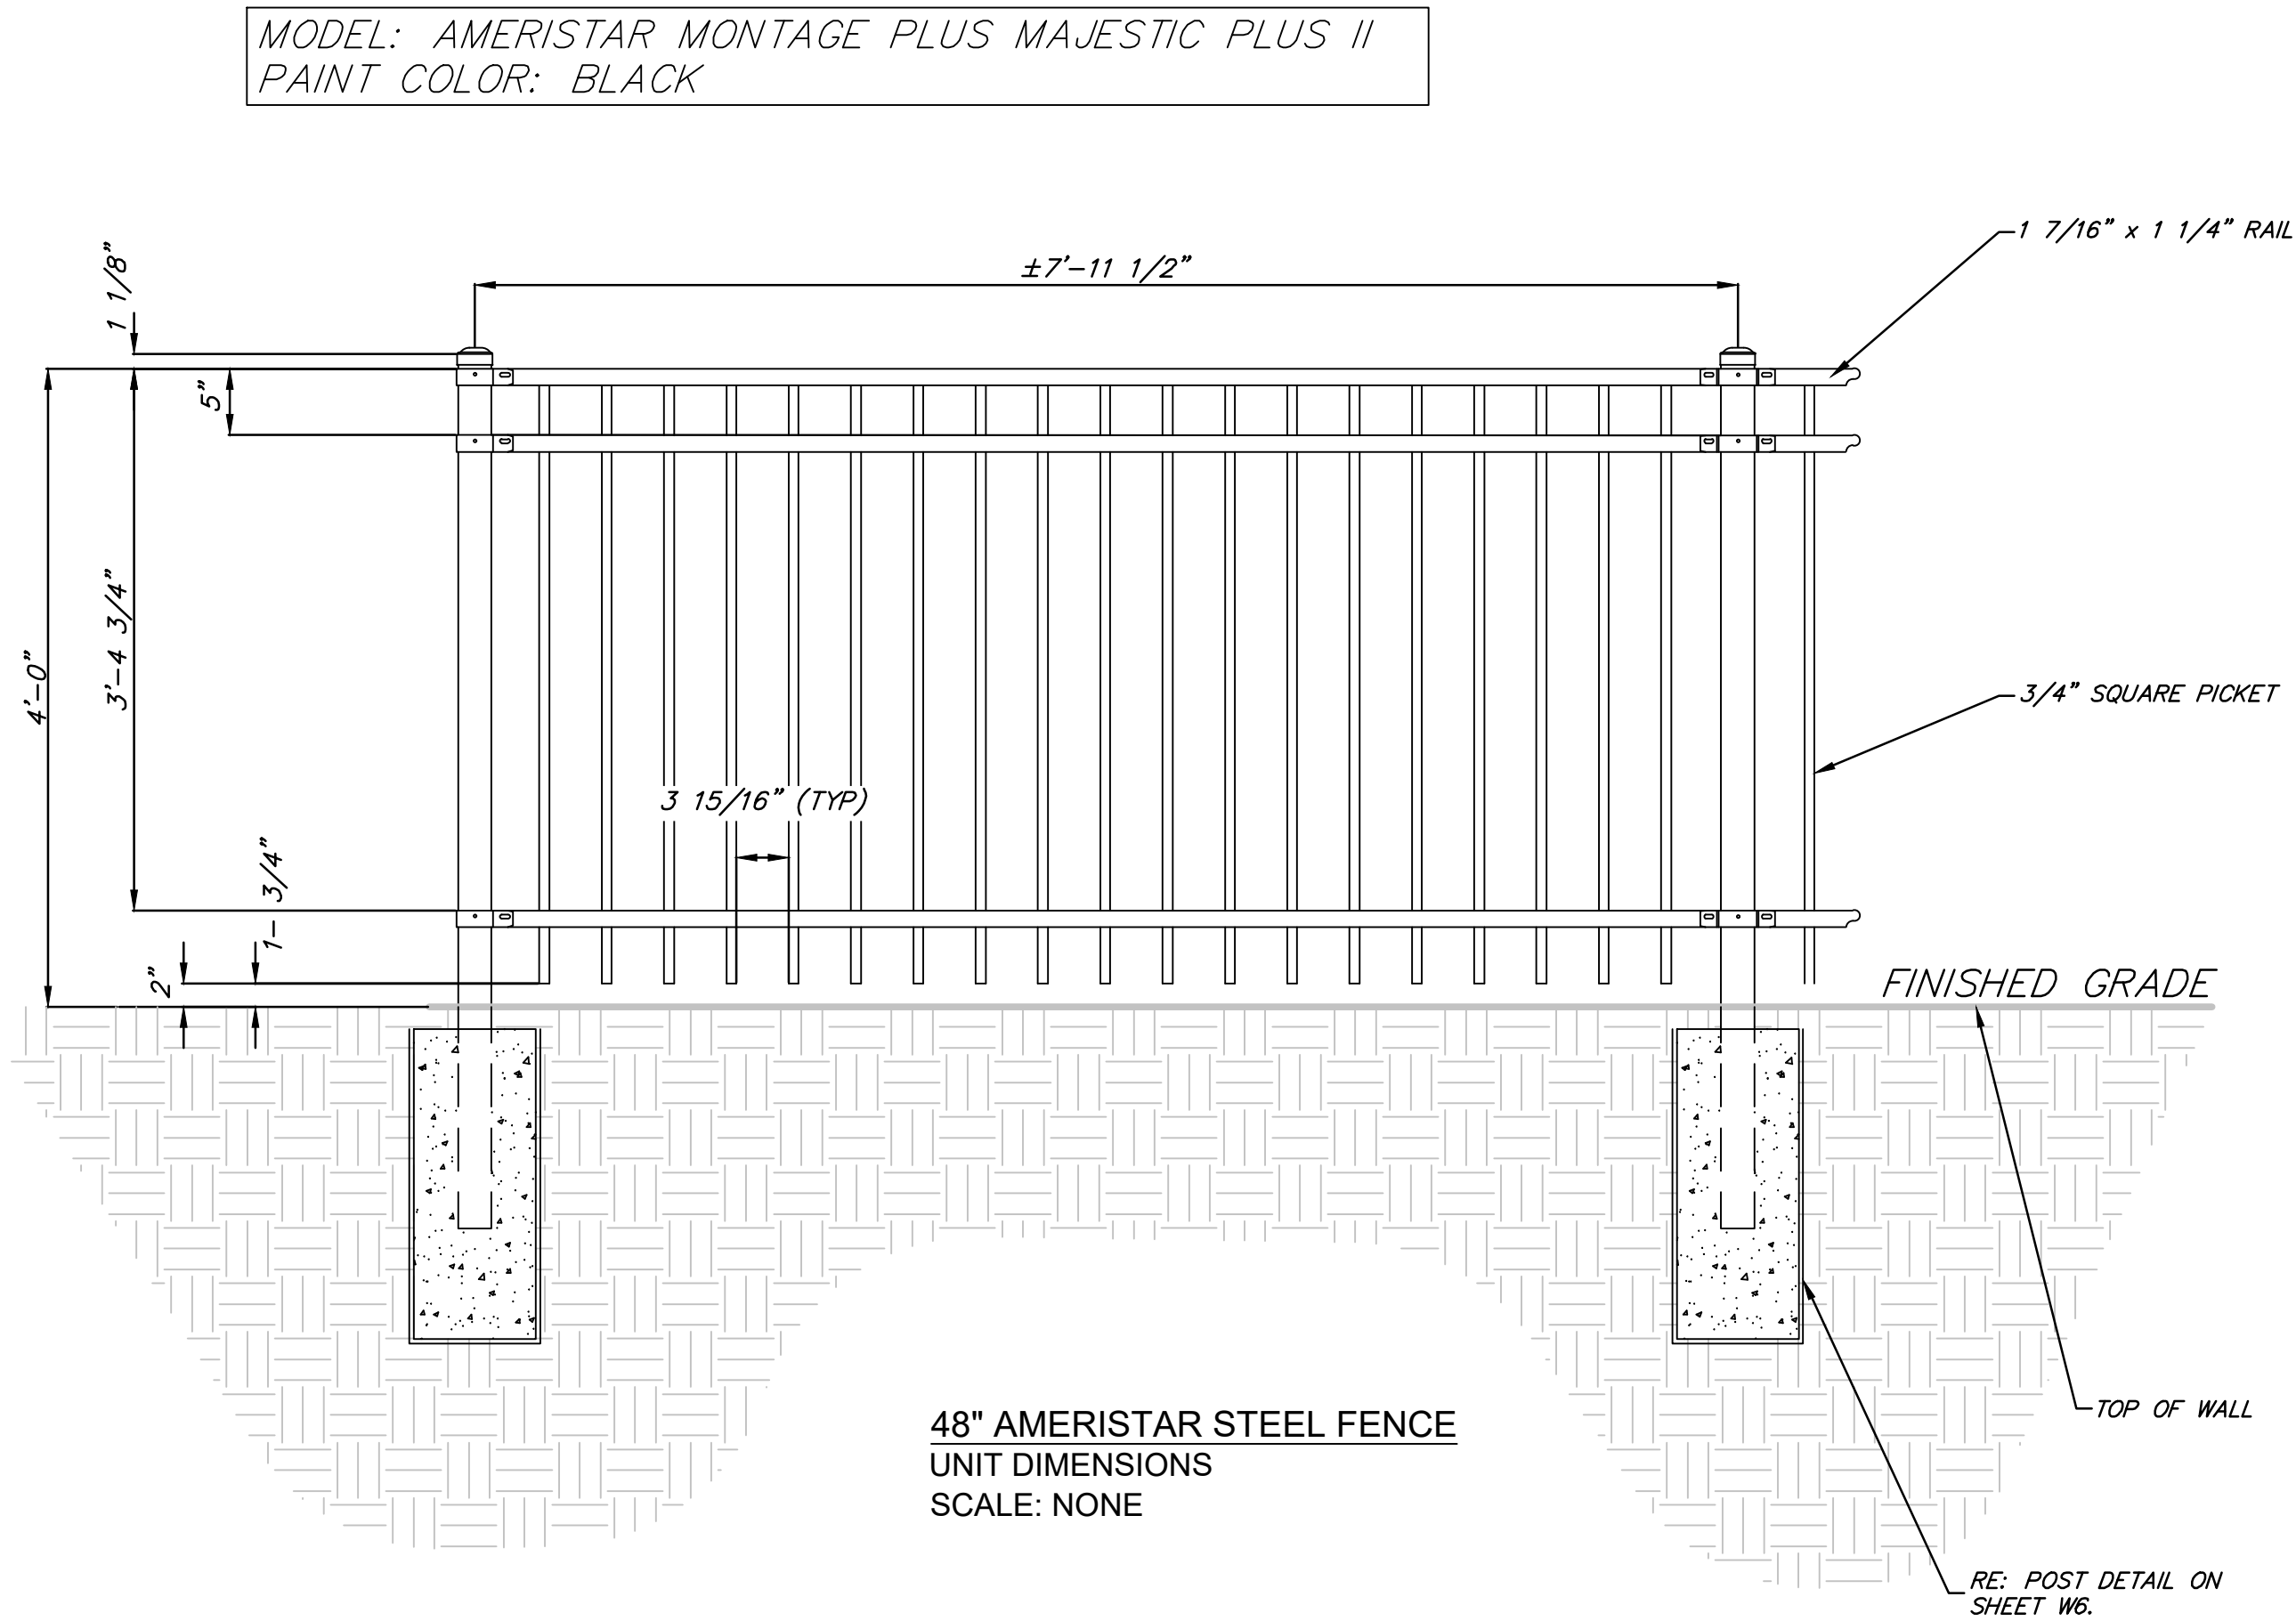 MODEL: AMERISTAR MONTAGE PLUS MAJESTIC PLUS II
PAINT COLOR: BLACK
1 7/16" x 1 1/4" RAIL
±7'-11 1/2"
1 1/8"
5"
4'-0"
3'-4 3/4"
3/4" SQUARE PICKET
3 15/16" (TYP)
1- 3/4"
2"
FINISHED GRADE
TOP OF WALL
48" AMERISTAR STEEL FENCE
UNIT DIMENSIONS
SCALE: NONE
RE: POST DETAIL ON
SHEET W6.